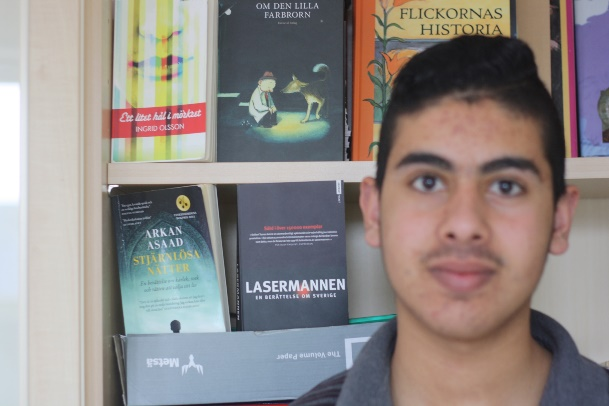 OM DEN LILLA
FARBRORN
FLICKORNAS
HISTORIA
Ett litet hål i mörkret
INGRID OLSSON
ARKAN
ASAAD
STJÄRNLÖSA
NÄTTER
LASERMANNEN
EN BERÄTTELSE OM SVERIGE
Metsä
The Volume Paper